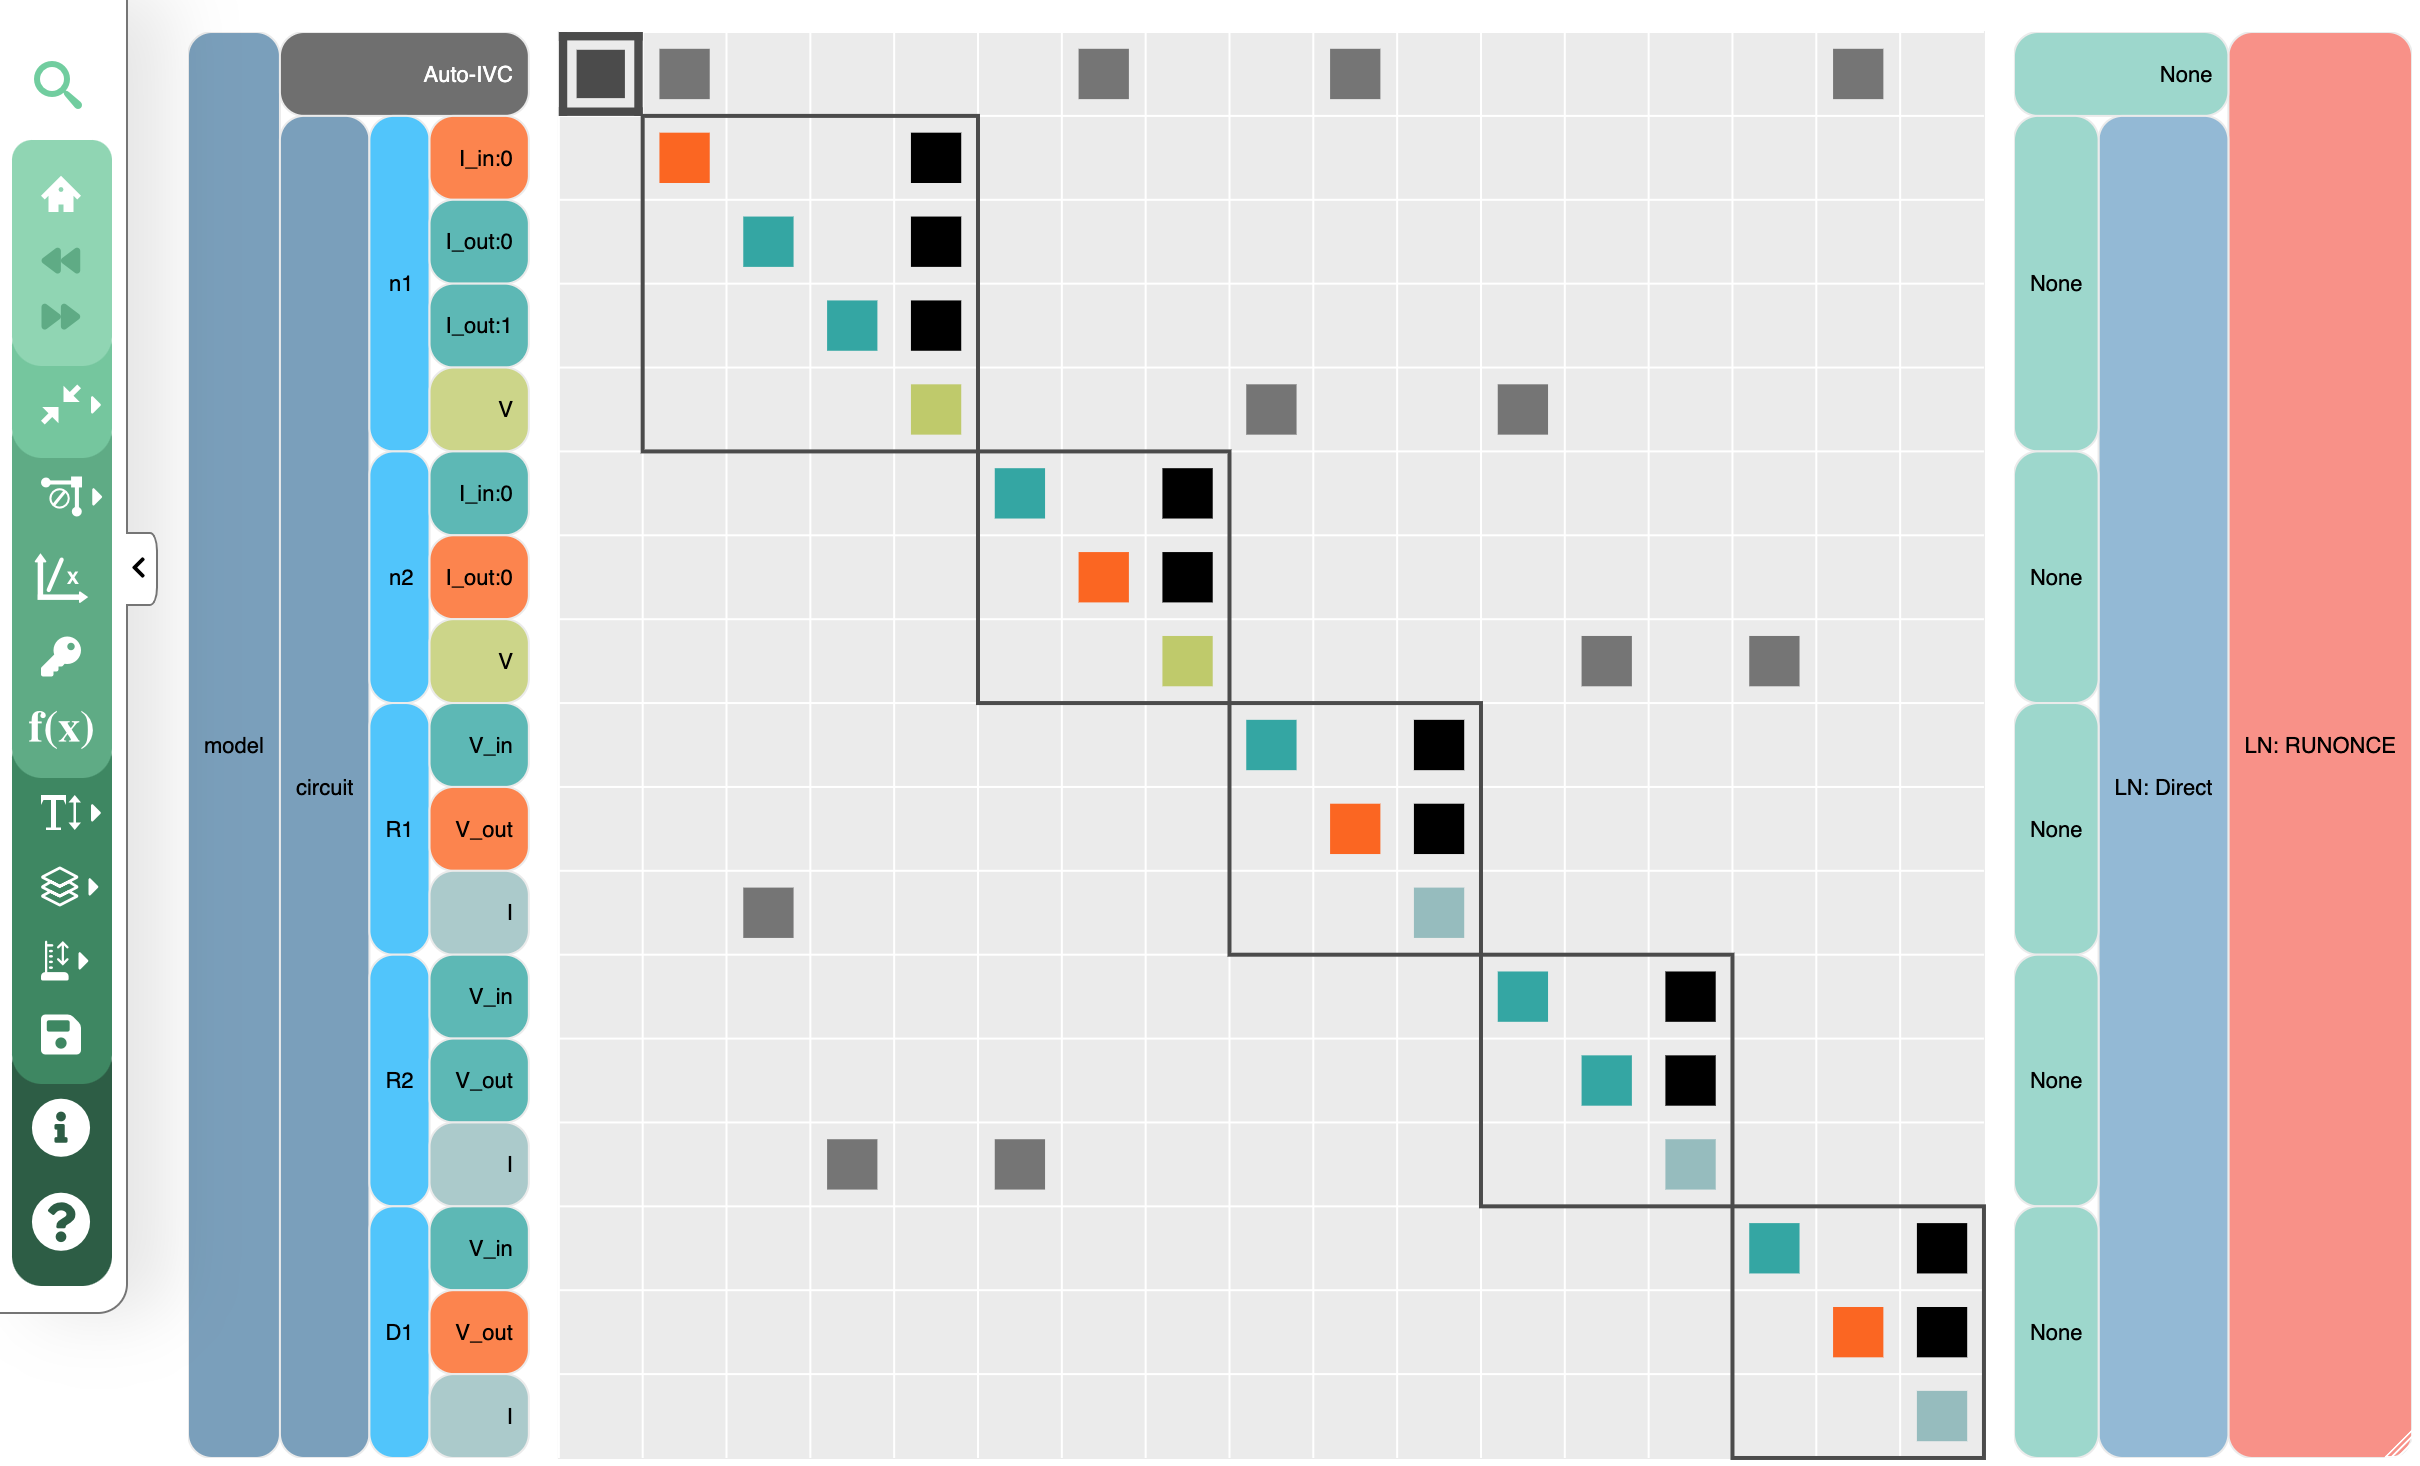 Auto-IVC
None
I_in:0
I_out:0
n1
None
I_out:1
V
I_in:0
n2
I_out:0
None
V
model
V_in
LN: RUNONCE
circuit
LN: Direct
R1
V_out
None
I
V_in
R2
V_out
None
I
V_in
D1
V_out
None
I
f(x)
x
T
i
?